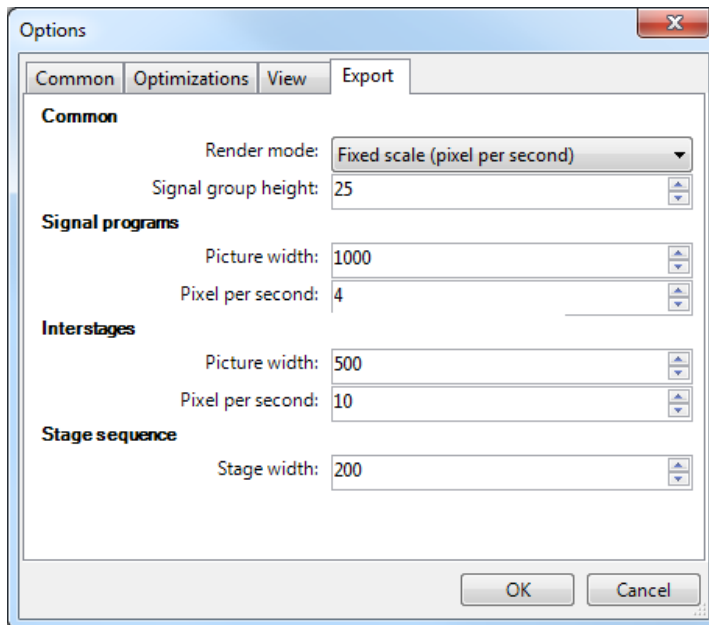 Options
Common Optimizations View Export
Common
Render mode: Fixed scale (pixel per second)
Signal group height: 25
Signal programs
Picture width: 1000
Pixel per second: 4
Interstages
Picture width: 500
Pixel per second: 10
Stage sequence
Stage width: 200
OK Cancel